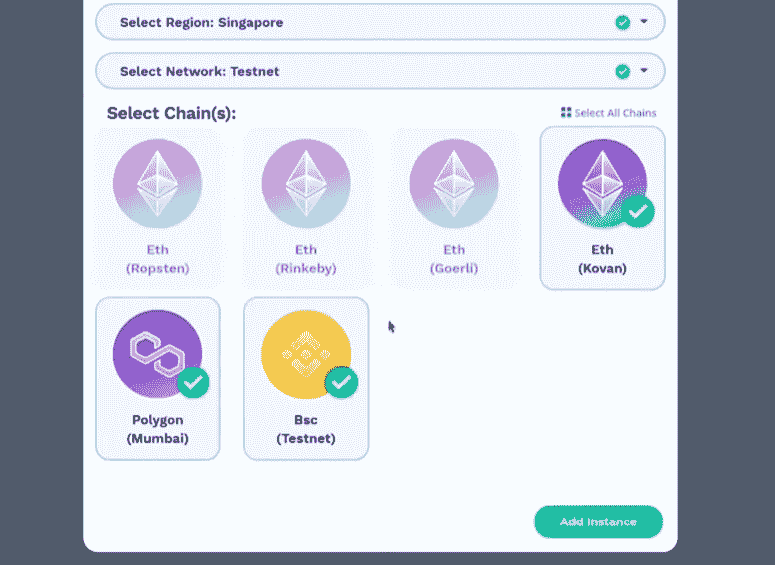 Select Region: Singapore
Select Network: Testnet
Select Chain(s):
Select All Chains
Eth
(Ropsten)
Eth
(Rinkeby)
Eth
(Goerli)
Eth
(Kovan)
Polygon
(Mumbai)
Bsc
(Testnet)
Add Instance